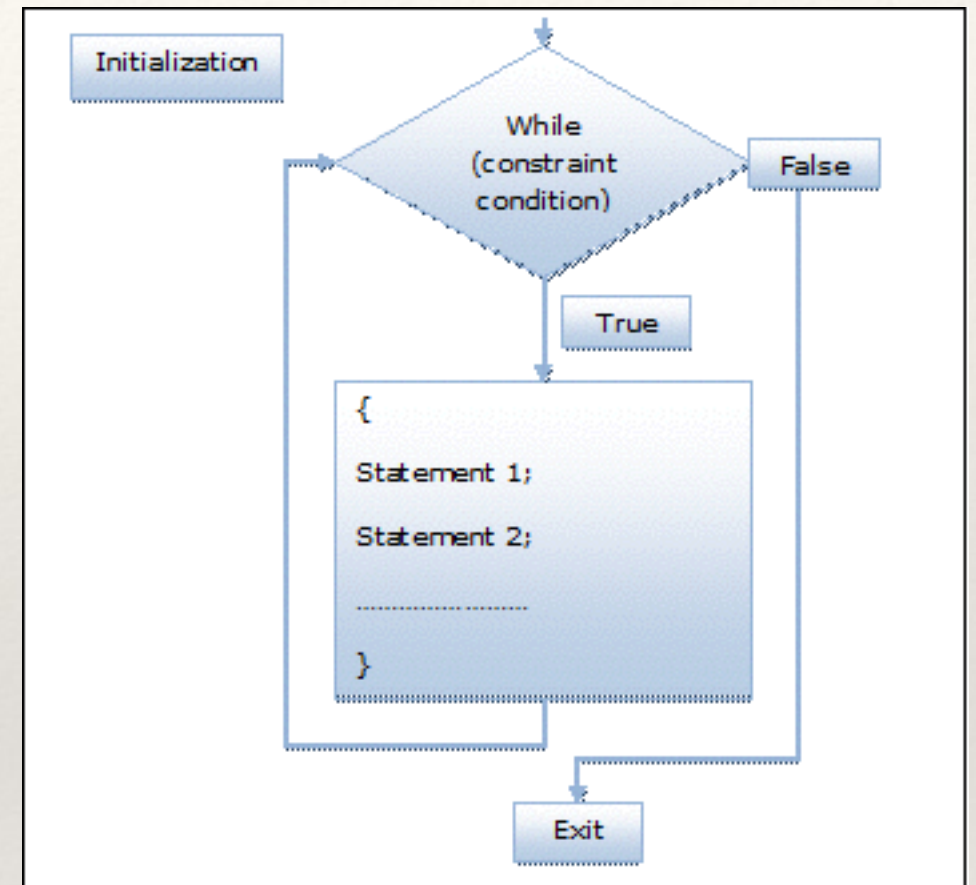 Initialization
While
(constraint
condition)
False
True
{
Statement 1;
Statement 2;
........................
}
Exit